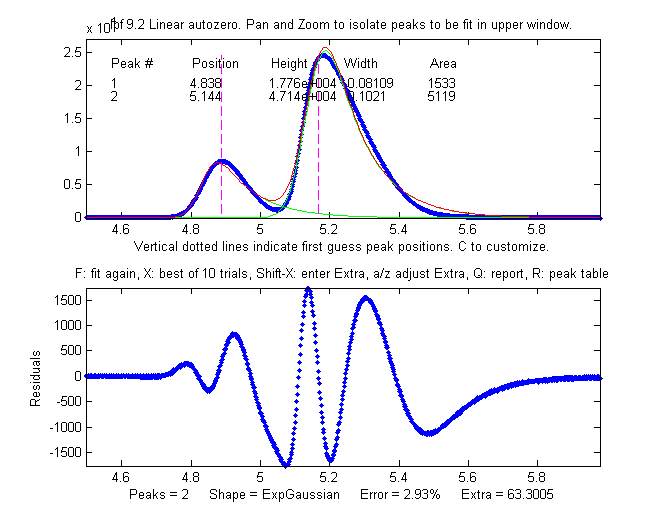 x 10
ipf 9.2 Linear autozero. Pan and Zoom to isolate peaks to be fit in upper window.
Peak # Position Height Width Area
1 4.838 1.776e+004 0.08109 1533
2 5.144 4.714e+004 0.1021 5119
2.5
2
1.5
1
0.5
0
4.6 4.8 5 5.2 5.4 5.6 5.8
Vertical dotted lines indicate first guess peak positions. C to customize.
F: fit again, X: best of 10 trials, Shift-X: enter Extra, a/z adjust Extra, Q: report, R: peak table
1500
1000
500
0
-500
-1000
-1500
Residuals
4.6 4.8 5 5.2 5.4 5.6 5.8
Peaks = 2 Shape = ExpGaussian Error = 2.93% Extra = 63.3005